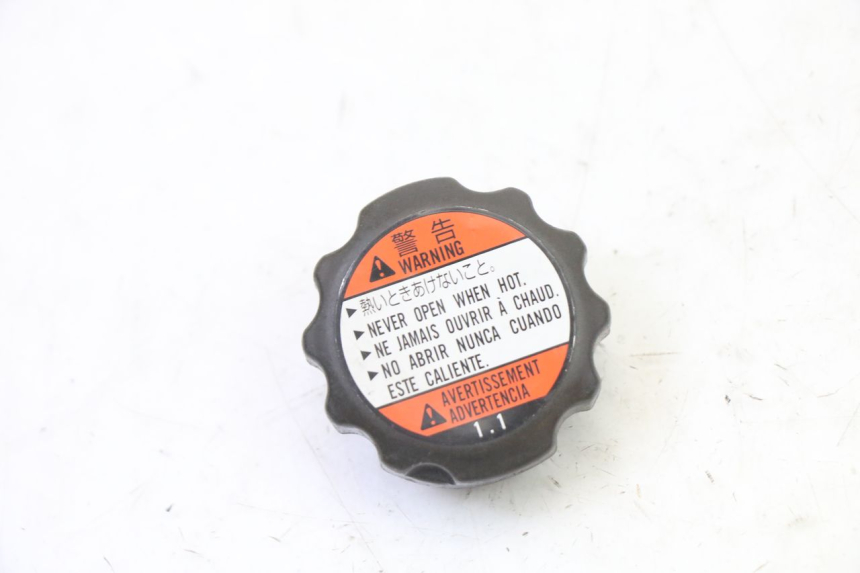 警告
WARNING
▶熱いときあけないこと。
▶NEVER OPEN WHEN HOT.
▶NE JAMAIS OUVRIR À CHAUD.
▶NO ABRIR NUNCA CUANDO
ESTE CALIENTE.
AVERTISSEMENT
ADVERTENCIA
1.1